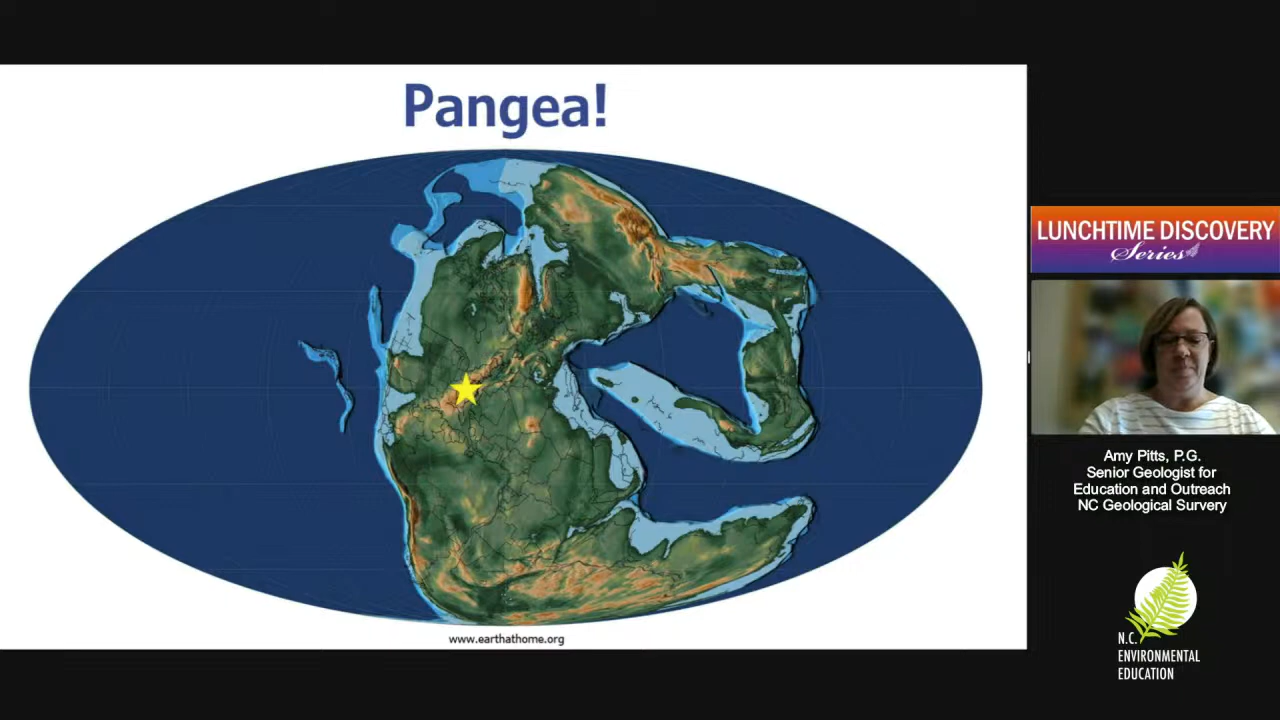 Pangea!
www.earthathome.org
LUNCHTIME DISCOVERY
Series
Amy Pitts, P.G.
Senior Geologist for
Education and Outreach
NC Geological Survery
N.C.
ENVIRONMENTAL
EDUCATION